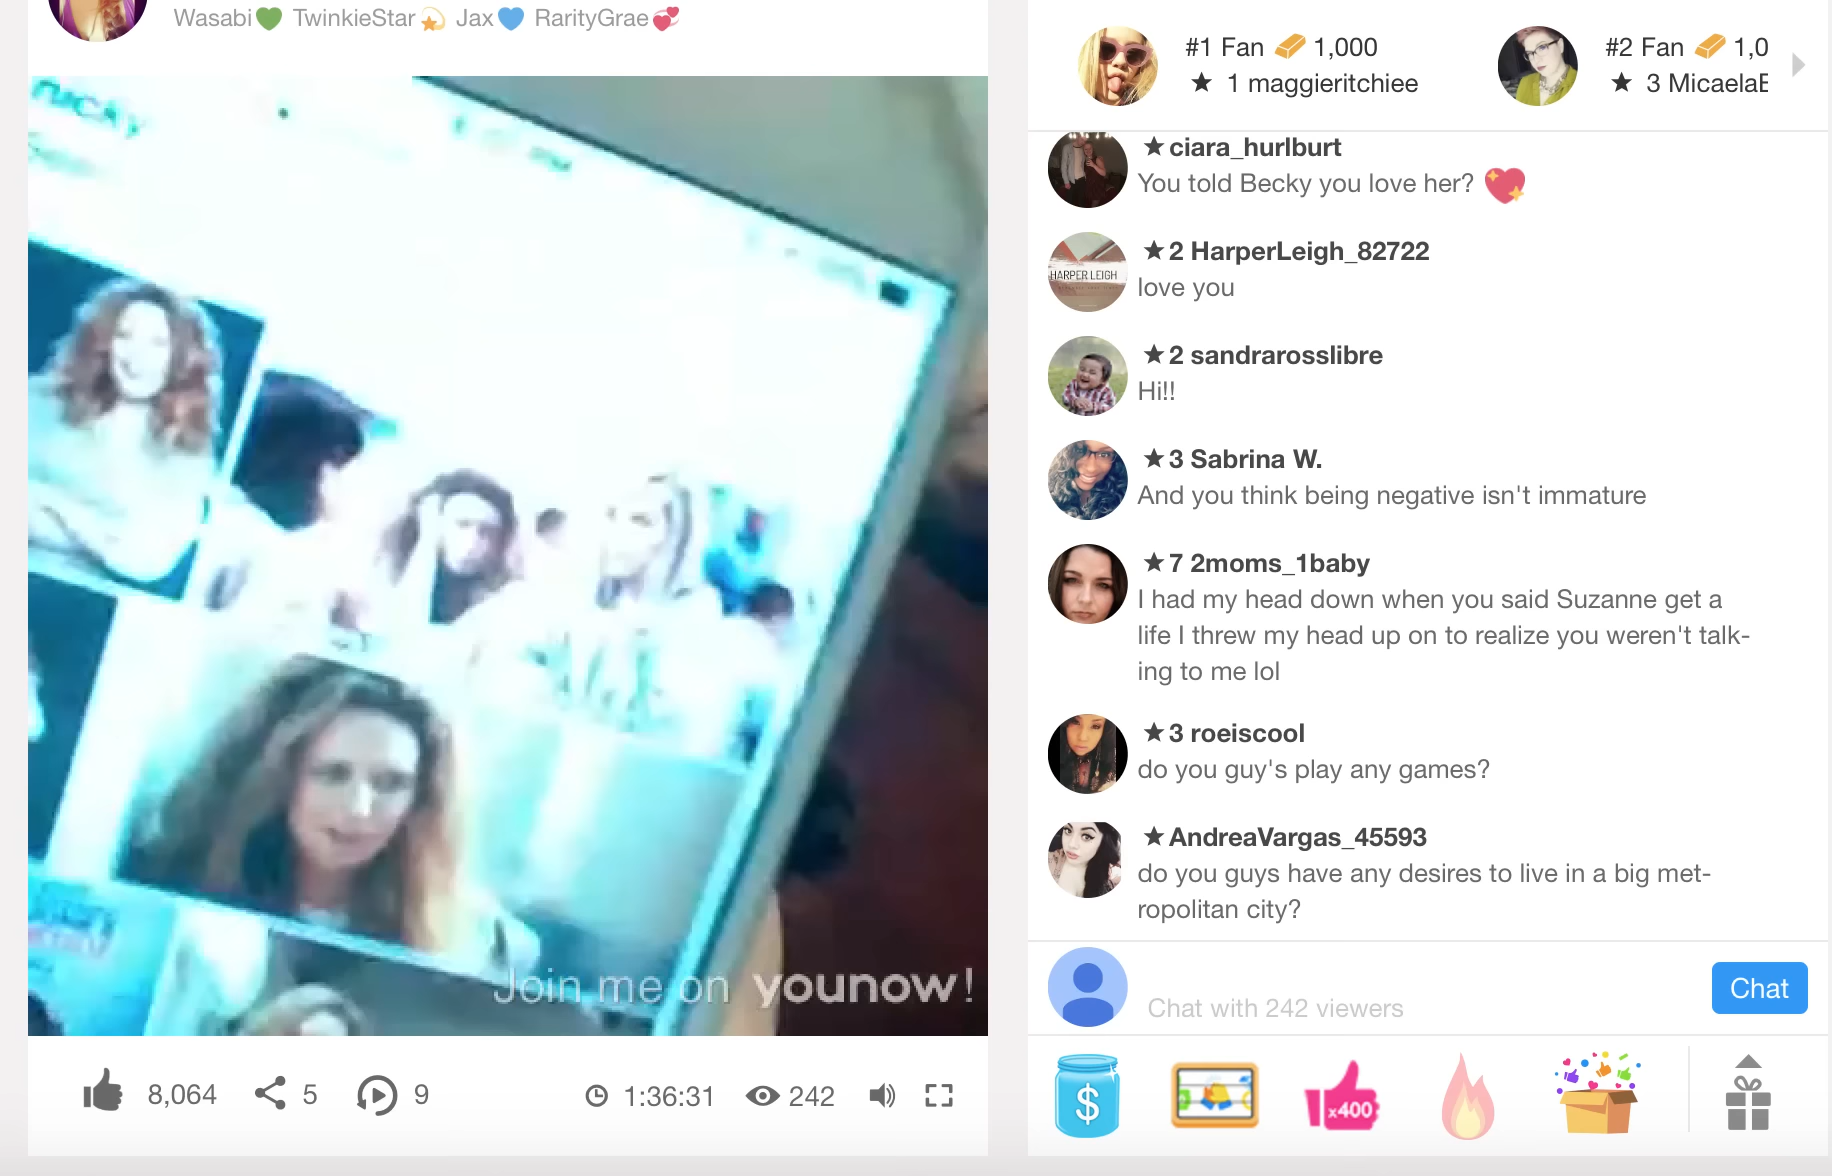 Wasabi💚 TwinkieStar💫 Jax💙 RarityGrae💞
Join me on younow!
8,064
5
9
1:36:31
242
#1 Fan 1,000
★ 1 maggieritchiee
#2 Fan 1,0
★ 3 MicaelaE
★ ciara_hurlburt
You told Becky you love her? 💖
★ 2 HarperLeigh_82722
HARPER LEIGH
love you
★ 2 sandrarosslibre
Hi!!
★ 3 Sabrina W.
And you think being negative isn't immature
★ 7 2moms_1baby
I had my head down when you said Suzanne get a
life I threw my head up on to realize you weren't talk-
ing to me lol
★ 3 roeiscool
do you guy's play any games?
★ AndreaVargas_45593
do you guys have any desires to live in a big met-
ropolitan city?
Chat with 242 viewers
Chat
$
x400